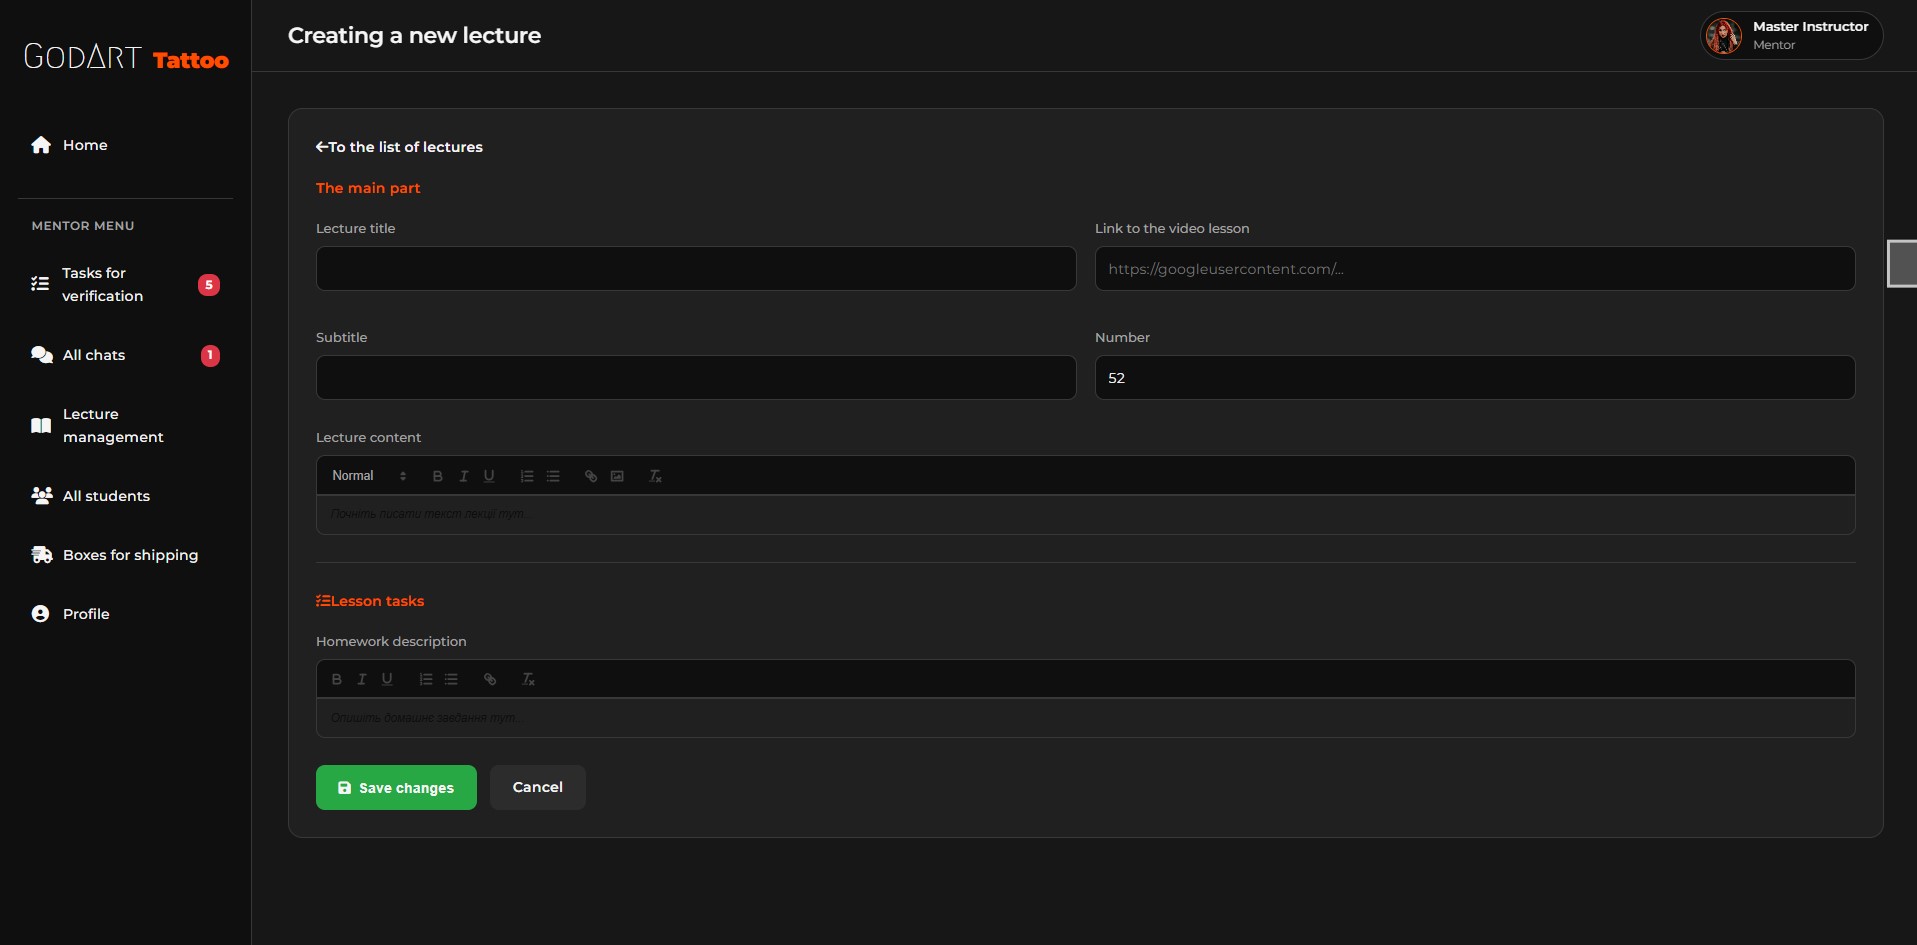 GODART Tattoo
Creating a new lecture
Master Instructor
Mentor
Home
MENTOR MENU
Tasks for
verification
5
All chats
1
Lecture
management
All students
Boxes for shipping
Profile
To the list of lectures
The main part
Lecture title
Link to the video lesson
https://googleusercontent.com/...
Subtitle
Number
52
Lecture content
Normal
B I U
Почніть писати текст лекції тут...
Lesson tasks
Homework description
B I U
Опишіть домашнє завдання тут...
Save changes
Cancel